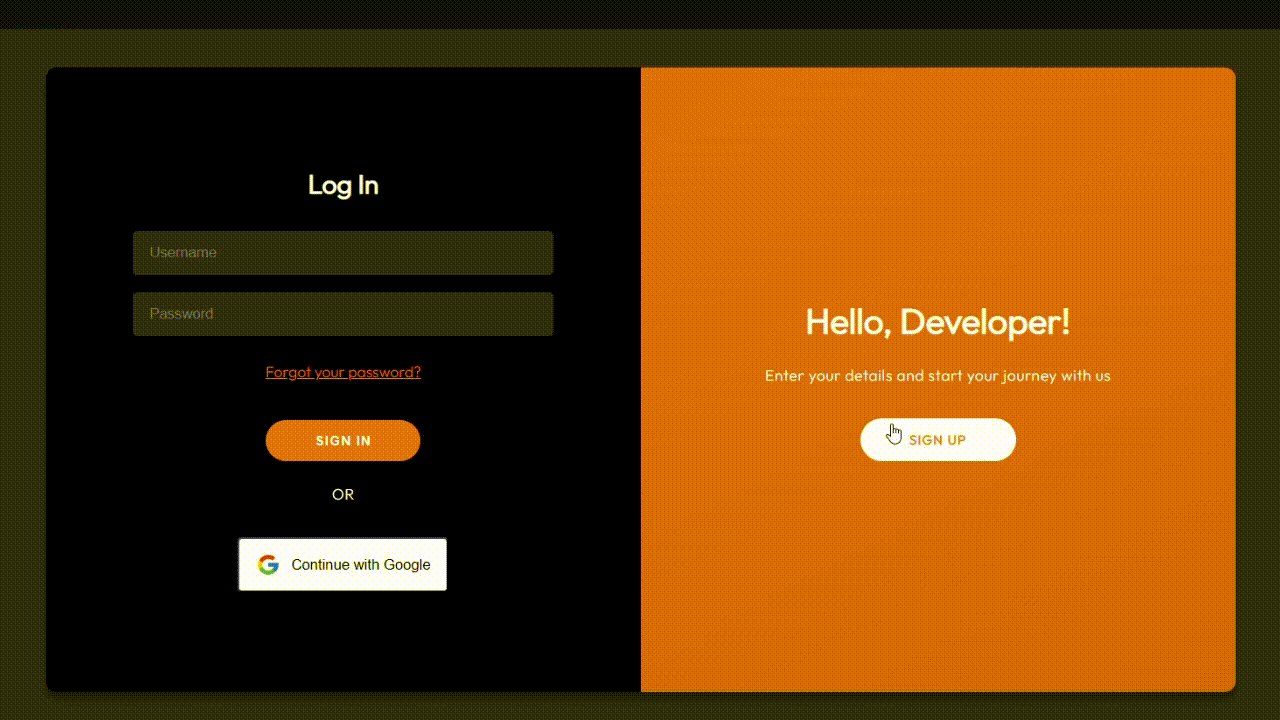 Log In
Username
Password
Forgot your password?
SIGN IN
OR
Continue with Google
Hello, Developer!
Enter your details and start your journey with us
SIGN UP